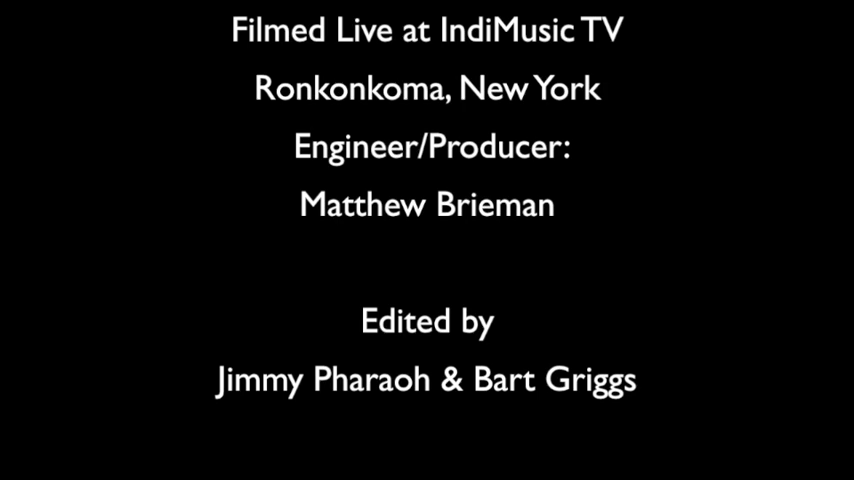 Filmed Live at IndiMusic TV
Ronkonkoma, New York
Engineer/Producer:
Matthew Brieman
Edited by
Jimmy Pharaoh & Bart Griggs